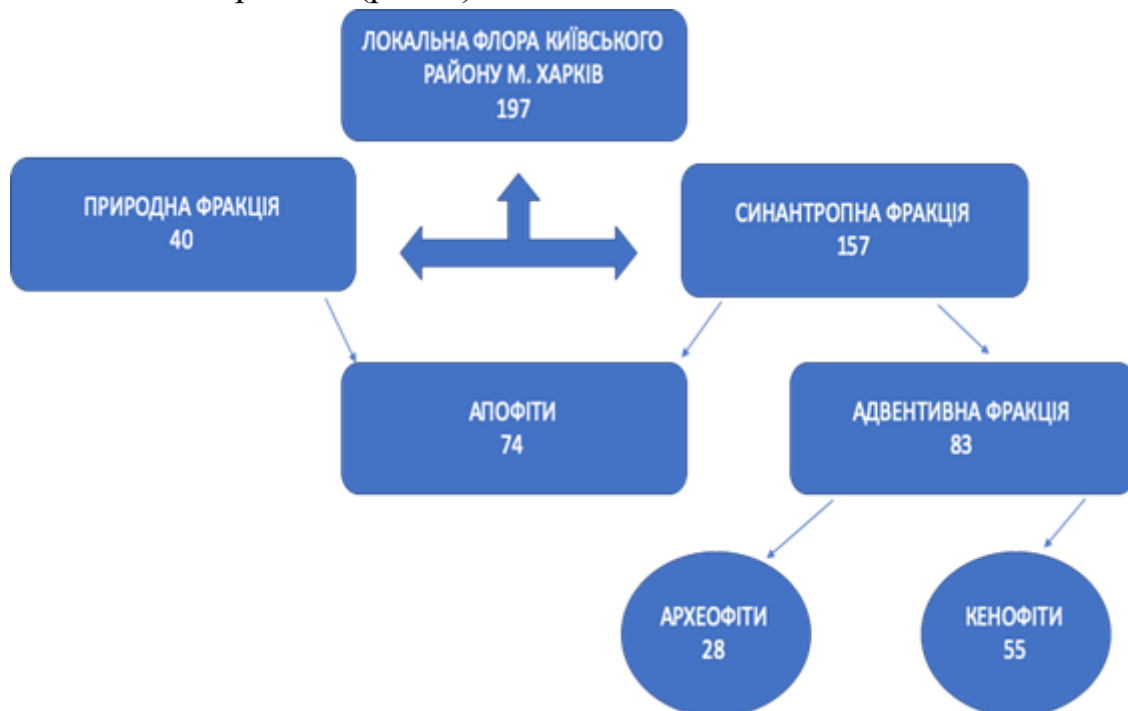 ЛОКАЛЬНА ФЛОРА КИЇВСЬКОГО
РАЙОНУ М. ХАРКІВ
197
ПРИРОДНА ФРАКЦІЯ
40
СИНАНТРОПНА ФРАКЦІЯ
157
АПОФІТИ
74
АДВЕНТИВНА ФРАКЦІЯ
83
АРХЕОФІТИ
28
КЕНОФІТИ
55